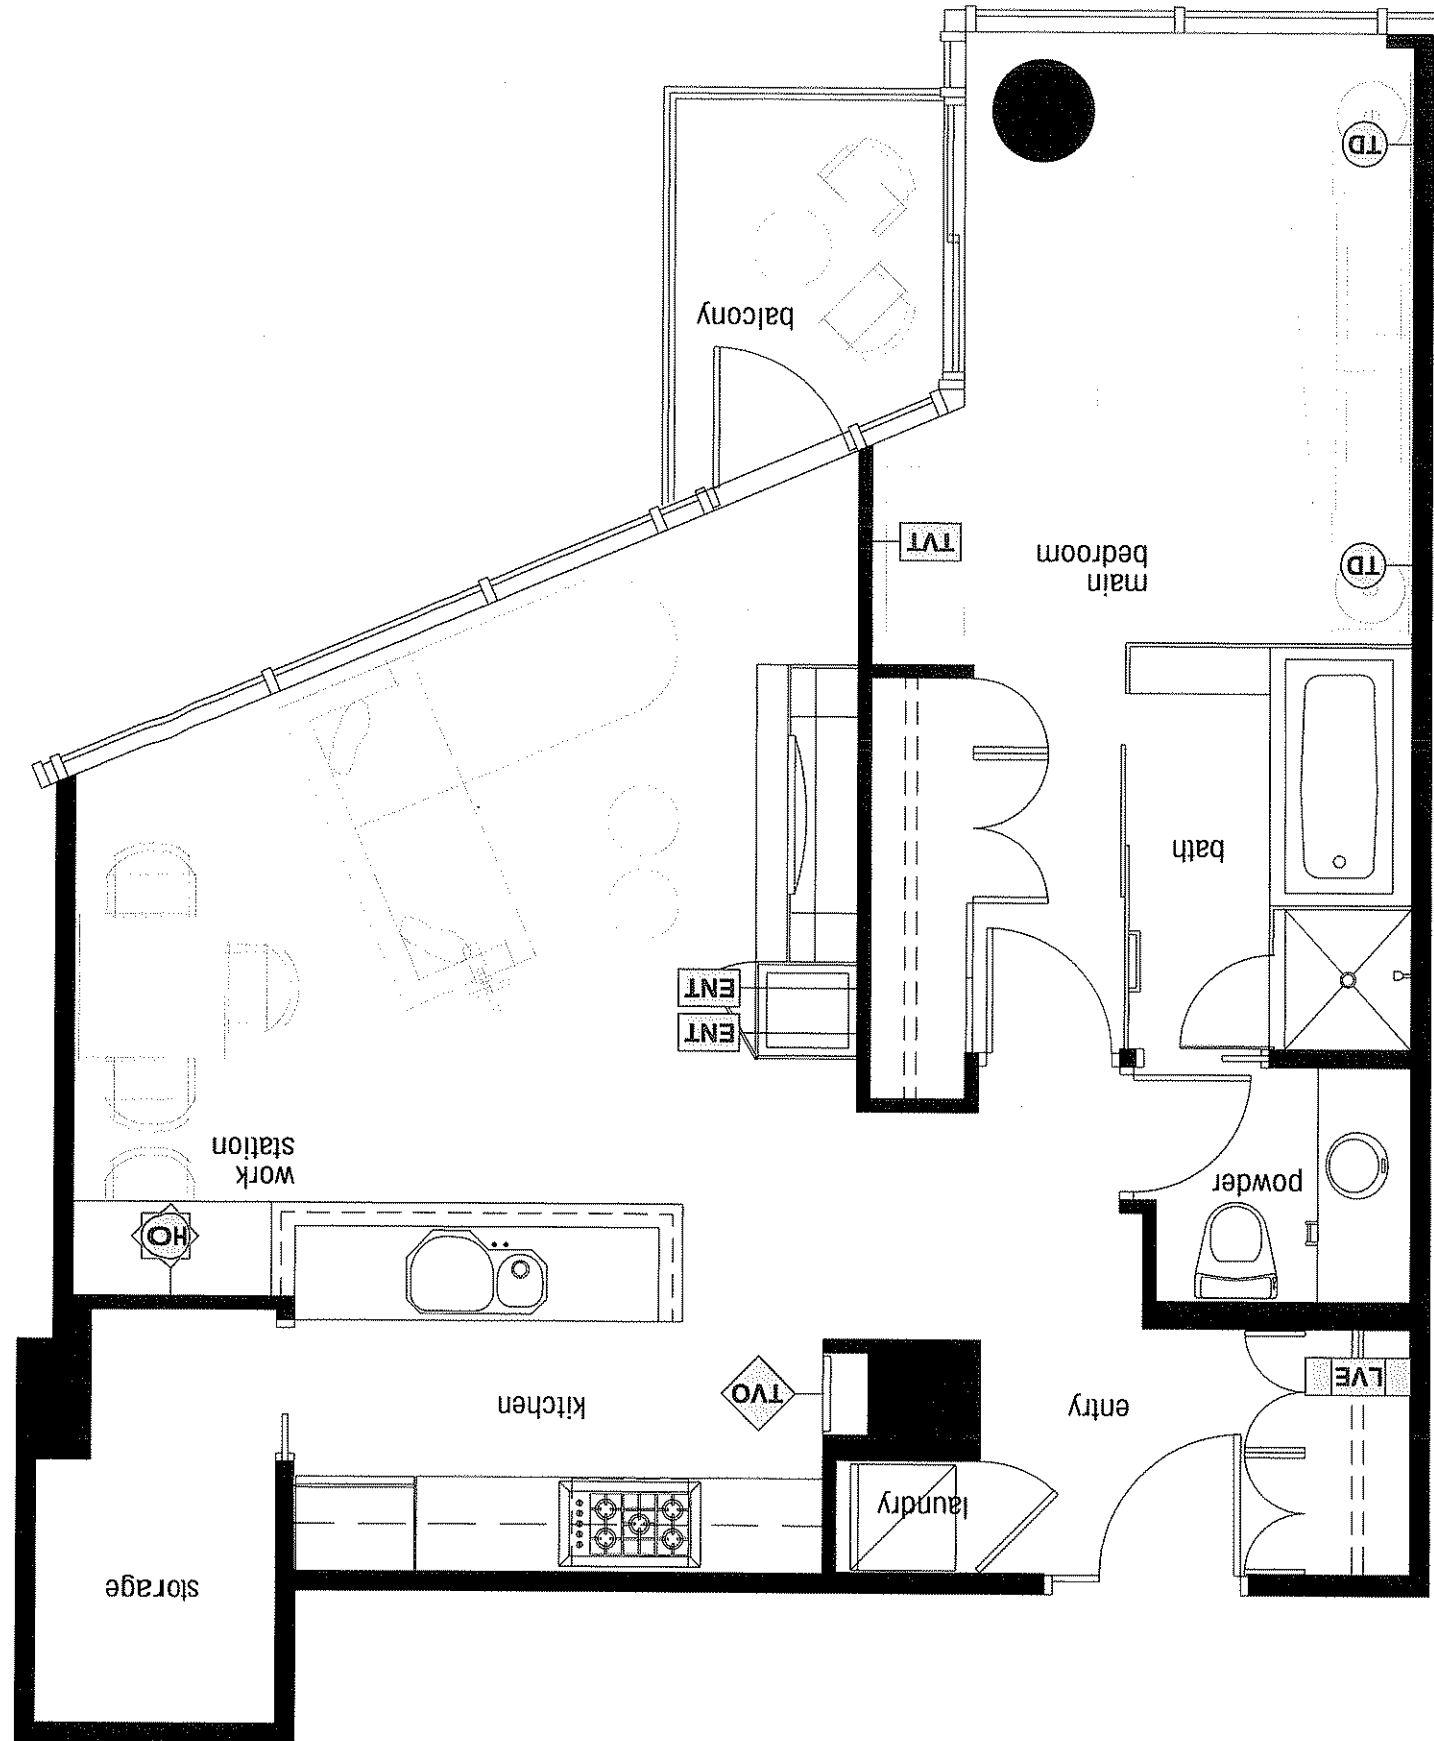 storage
laundry
LVE
entry
TVO
kitchen
HO
powder
work
station
ENT
ENT
bath
main
bedroom
TD
TVT
balcony
TD